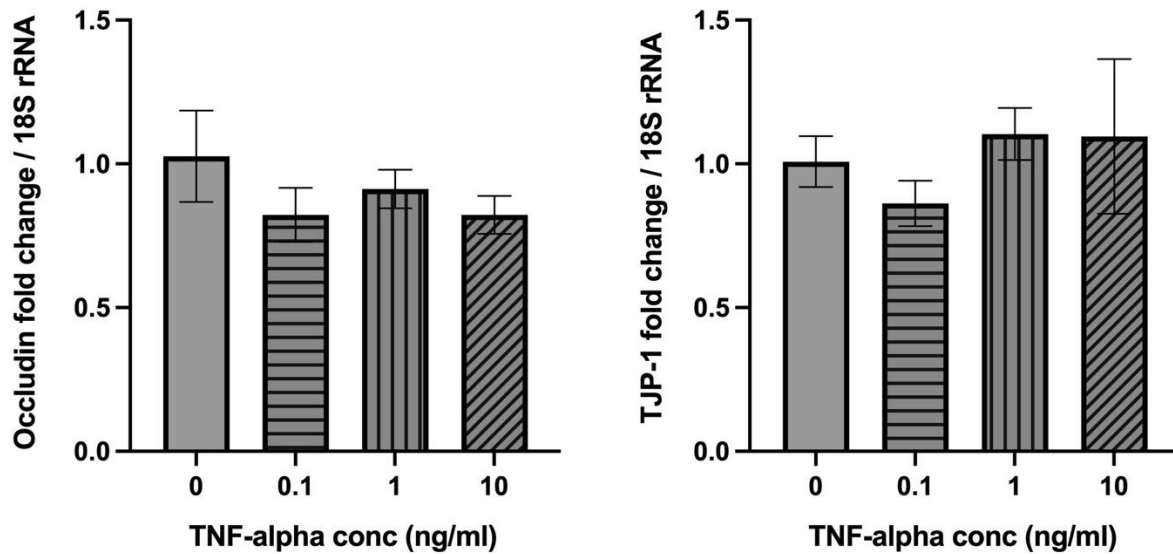 Occludin fold change / 18S rRNA
1.5
1.0
0.5
0.0
0 0.1 1 10
TNF-alpha conc (ng/ml)
TJP-1 fold change / 18S rRNA
1.5
1.0
0.5
0.0
0 0.1 1 10
TNF-alpha conc (ng/ml)